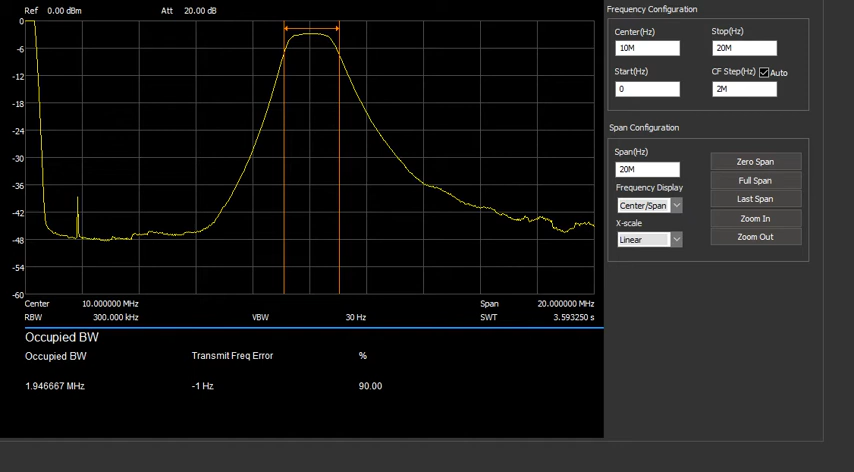 Ref 0.00 dBm Att 20.00 dB
0
-6
-12
-18
-24
-30
-36
-42
-48
-54
-60
Center 10.000000 MHz Span 20.000000 MHz
RBW 300.000 kHz VBW 30 Hz SWT 3.593250 s
Occupied BW
Occupied BW Transmit Freq Error %
1.946667 MHz -1 Hz 90.00
Frequency Configuration
Center(Hz) Stop(Hz)
10M 20M
Start(Hz) CF Step(Hz) Auto
0 2M
Span Configuration
Span(Hz)
20M
Frequency Display
Center/Span
X-scale
Linear
Zero Span
Full Span
Last Span
Zoom In
Zoom Out